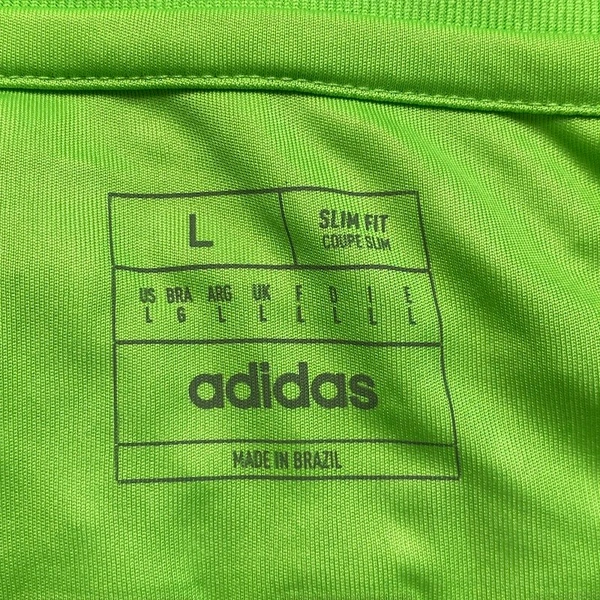 L
SLIM FIT
COUPE SLIM
US BRA ARG UK F D I E
L G L L L L L L
adidas
MADE IN BRAZIL